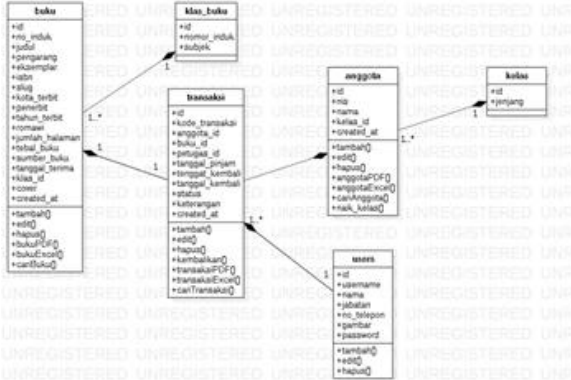 buku
+id
+no_induk
+judul
+pengarang
+eksemplar
+isbn
+slug
+kota_terbit
+penerbit
+tahun_terbit
+romawi
+jumlah_halaman
+tebal_buku
+sumber_buku
+tanggal_terima
+klas_id
+cover
+created_at
+tambah()
+edit()
+hapus()
+bukuPDF()
+bukuExcel()
+cariBuku()
klas_buku
+id
+nomor_induk
+subjek
1
1..*
transaksi
+id
+kode_transaksi
+anggota_id
+buku_id
+petugas_id
+tanggal_pinjam
+tanggal_kembali
+tanggal_kembali
+status
+keterangan
+created_at
+tambah()
+edit()
+hapus()
+kembalikan()
+transaksiPDF()
+transaksiExcel()
+cariTransaksi()
1
1
anggota
+id
+nis
+nama
+kelas_id
+created_at
+tambah()
+edit()
+hapus()
+anggotaPDF()
+anggotaExcel()
+cariAnggota()
+naik_kelas()
kelas
+id
+jenjang
1
1..*
1..*
1
users
+id
+username
+nama
+jabatan
+no_telepon
+gambar
+password
+tambah()
+edit()
+hapus()
UNREGISTERED